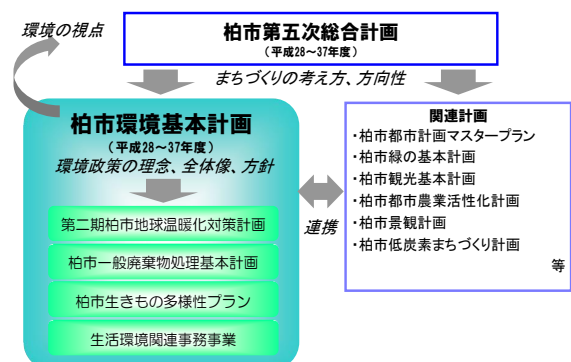 環境の視点
柏市第五次総合計画
(平成28～37年度)
まちづくりの考え方、方向性
柏市環境基本計画
(平成28～37年度)
環境政策の理念、全体像、方針
第二期柏市地球温暖化対策計画
柏市一般廃棄物処理基本計画
柏市生きもの多様性プラン
生活環境関連事務事業
連携
関連計画
・柏市都市計画マスタープラン
・柏市緑の基本計画
・柏市観光基本計画
・柏市都市農業活性化計画
・柏市景観計画
・柏市低炭素まちづくり計画
等